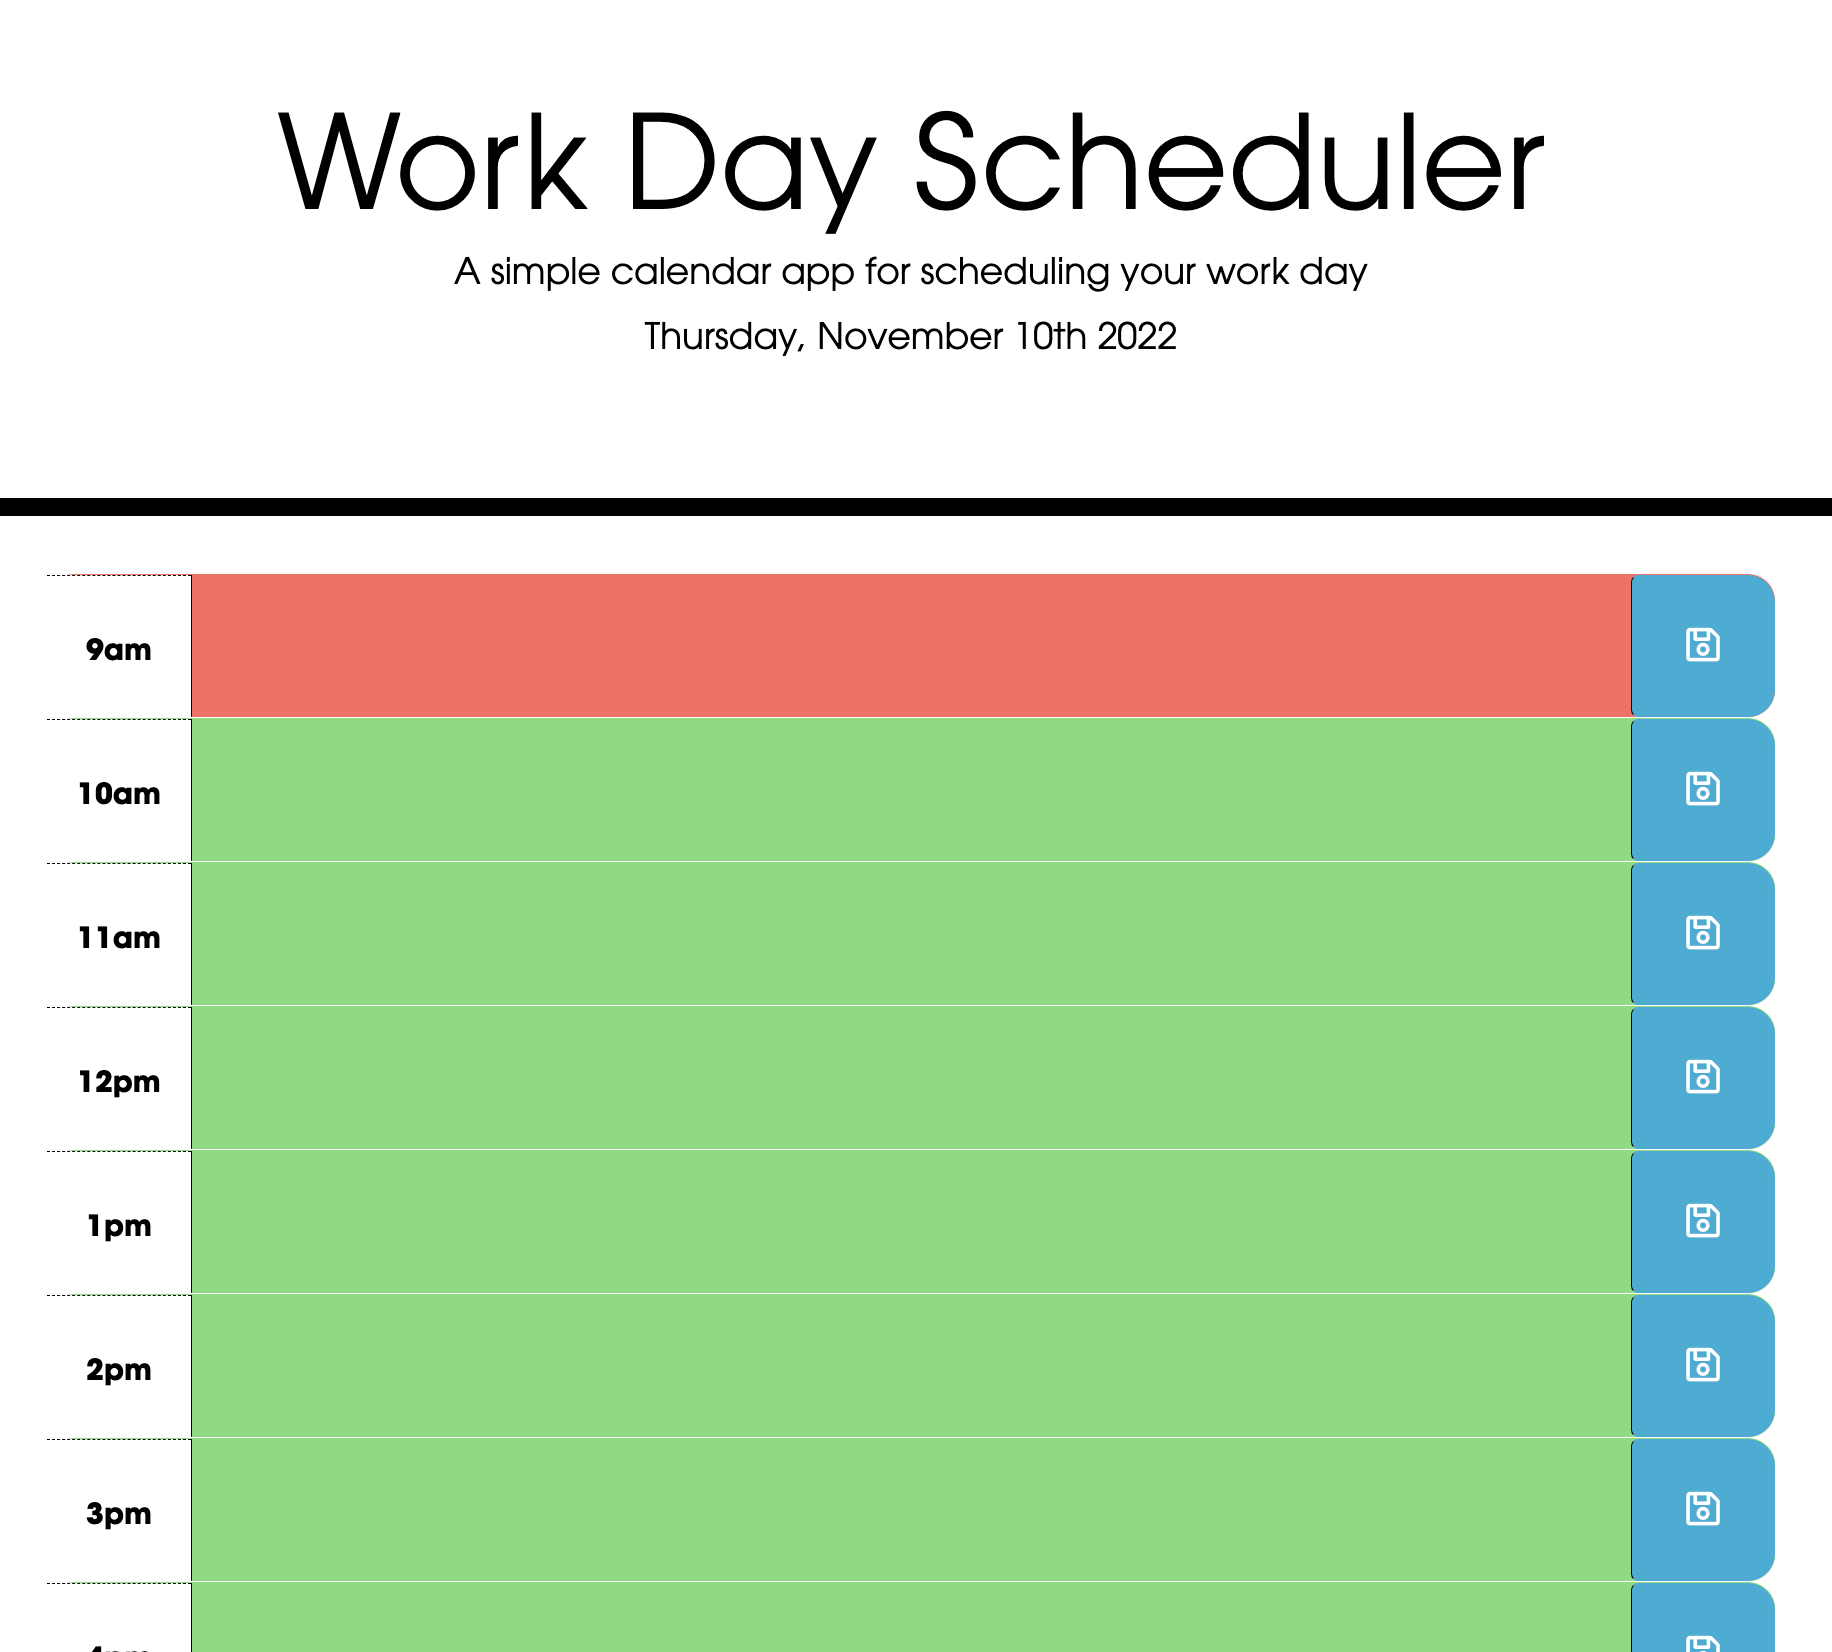 Work Day Scheduler
A simple calendar app for scheduling your work day
Thursday, November 10th 2022
9am
10am
11am
12pm
1pm
2pm
3pm